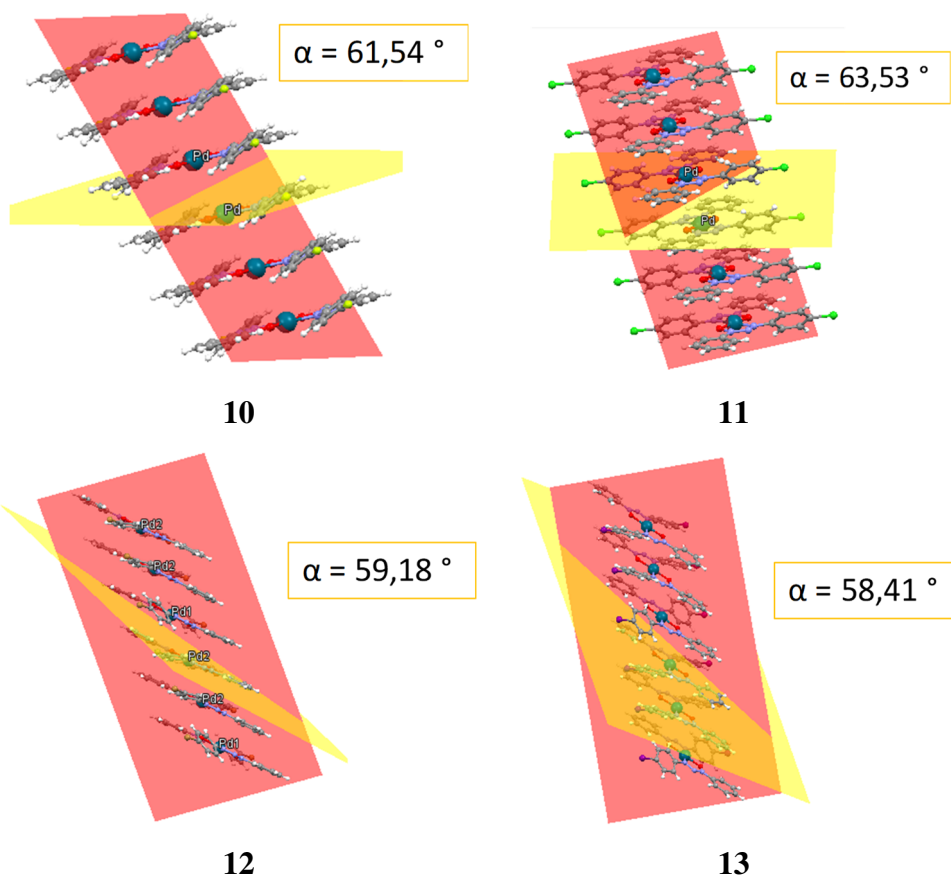 α = 61,54 °
Pd
Pd
10
α = 63,53 °
Pd
Pd
11
α = 59,18 °
Pd2
Pd2
Pd1
Pd2
Pd2
Pd1
12
α = 58,41 °
13